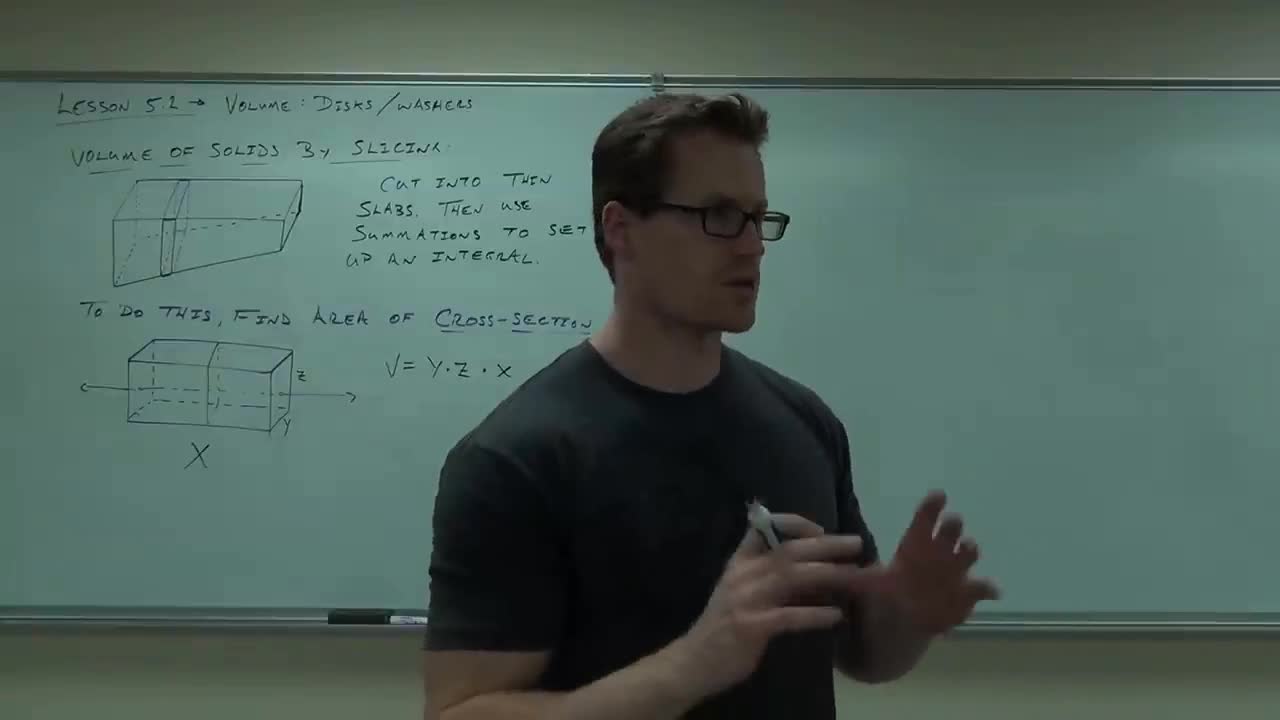 LESSON 5.2 → VOLUME: DISKS/WASHERS
VOLUME OF SOLIDS BY SLICING.
CUT INTO THIN
SLABS. THEN USE
SUMMATIONS TO SET
UP AN INTEGRAL.
TO DO THIS, FIND AREA OF CROSS-SECTION
V = Y·Z·X
Z
Y
X